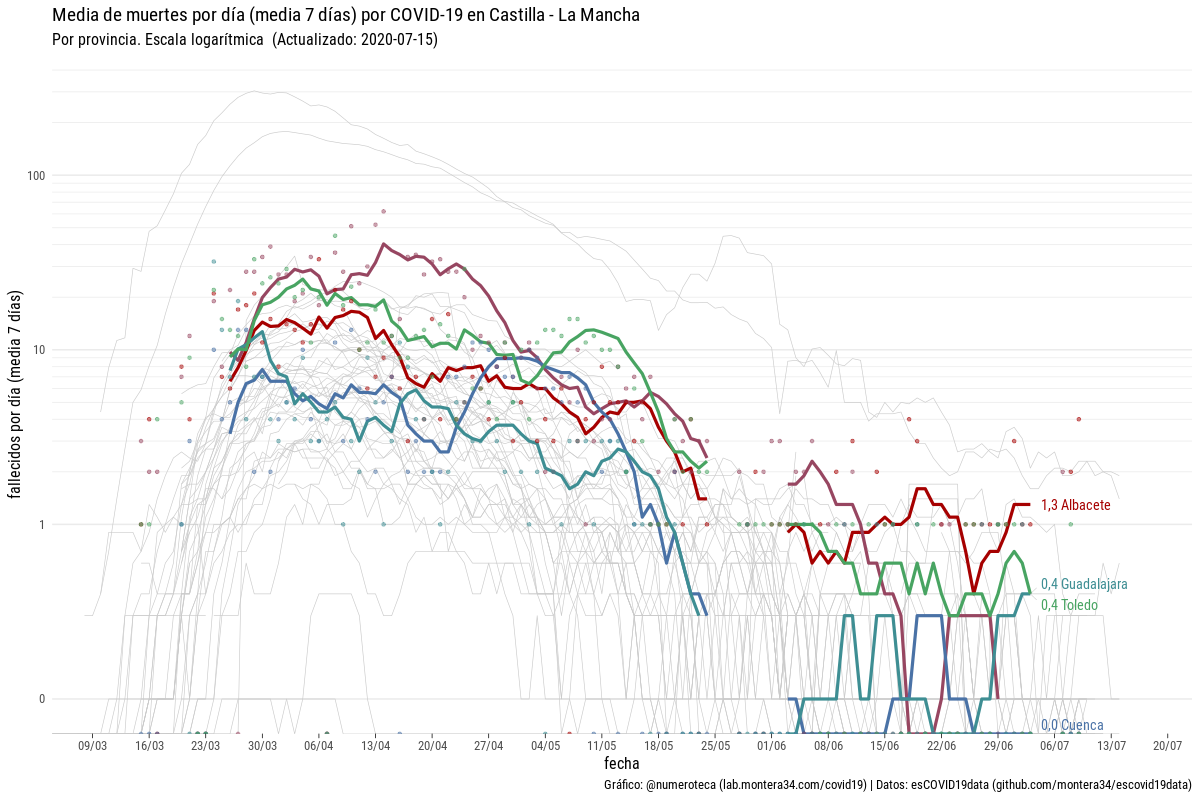 Media de muertes por día (media 7 días) por COVID-19 en Castilla - La Mancha
Por provincia. Escala logarítmica  (Actualizado: 2020-07-15)
fallecidos por día (media  7 días)
100
10
1
0
1,3 Albacete
0,4 Guadalajara
0,4 Toledo
0,0 Cuenca
09/03 16/03 23/03 30/03 06/04 13/04 20/04 27/04 04/05 11/05 18/05 25/05 01/06 08/06 15/06 22/06 29/06 06/07 13/07 20/07
fecha
Gráfico: @numeroteca (lab.montera34.com/covid19) | Datos: esCOVID19data (github.com/montera34/escovid19data)